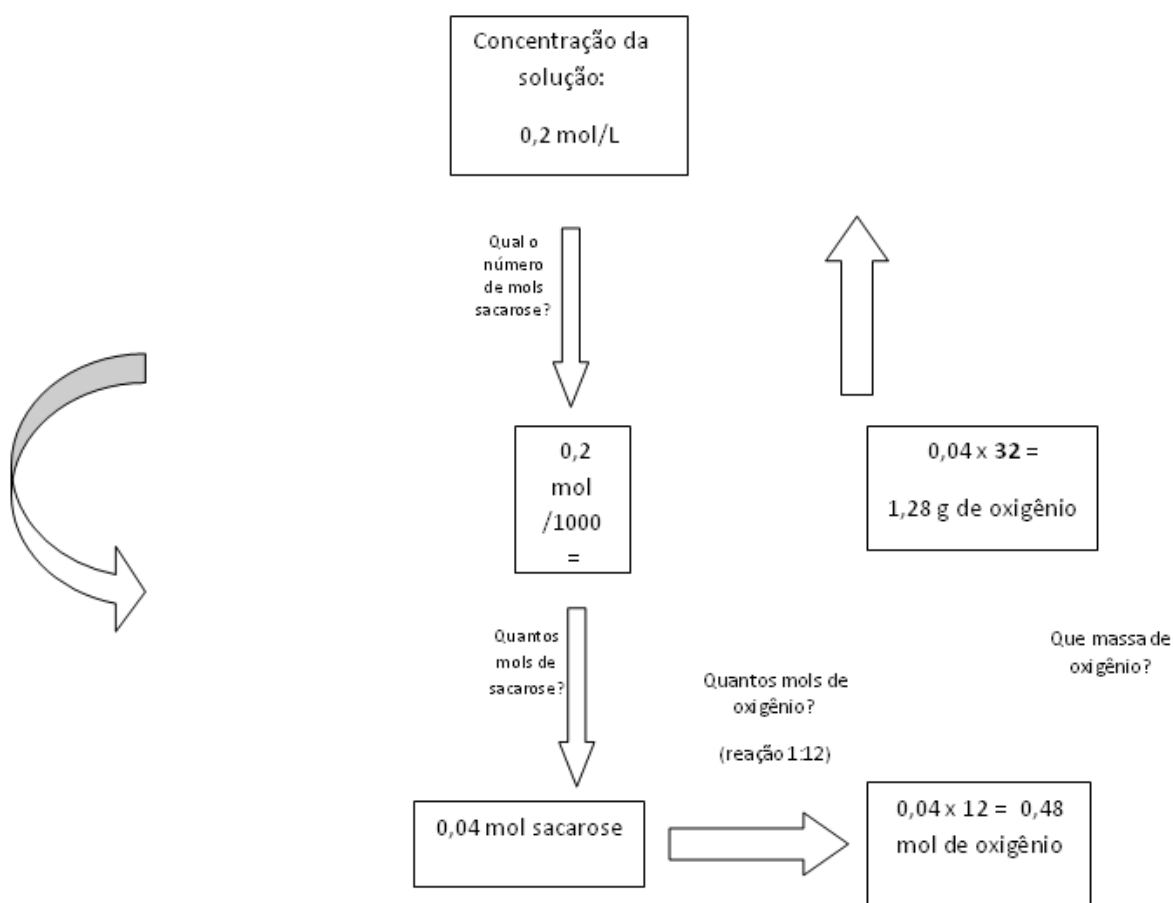 Concentração da
solução:
0,2 mol/L
Qual o
número
de mols
sacarose?
0,2
mol
/1000
=
Quantos
mols de
sacarose?
0,04 mol sacarose
Quantos mols de
oxigênio?
(reação 1:12)
0,04 x 12 = 0,48
mol de oxigênio
Que massa de
oxigênio?
0,04 x 32 =
1,28 g de oxigênio